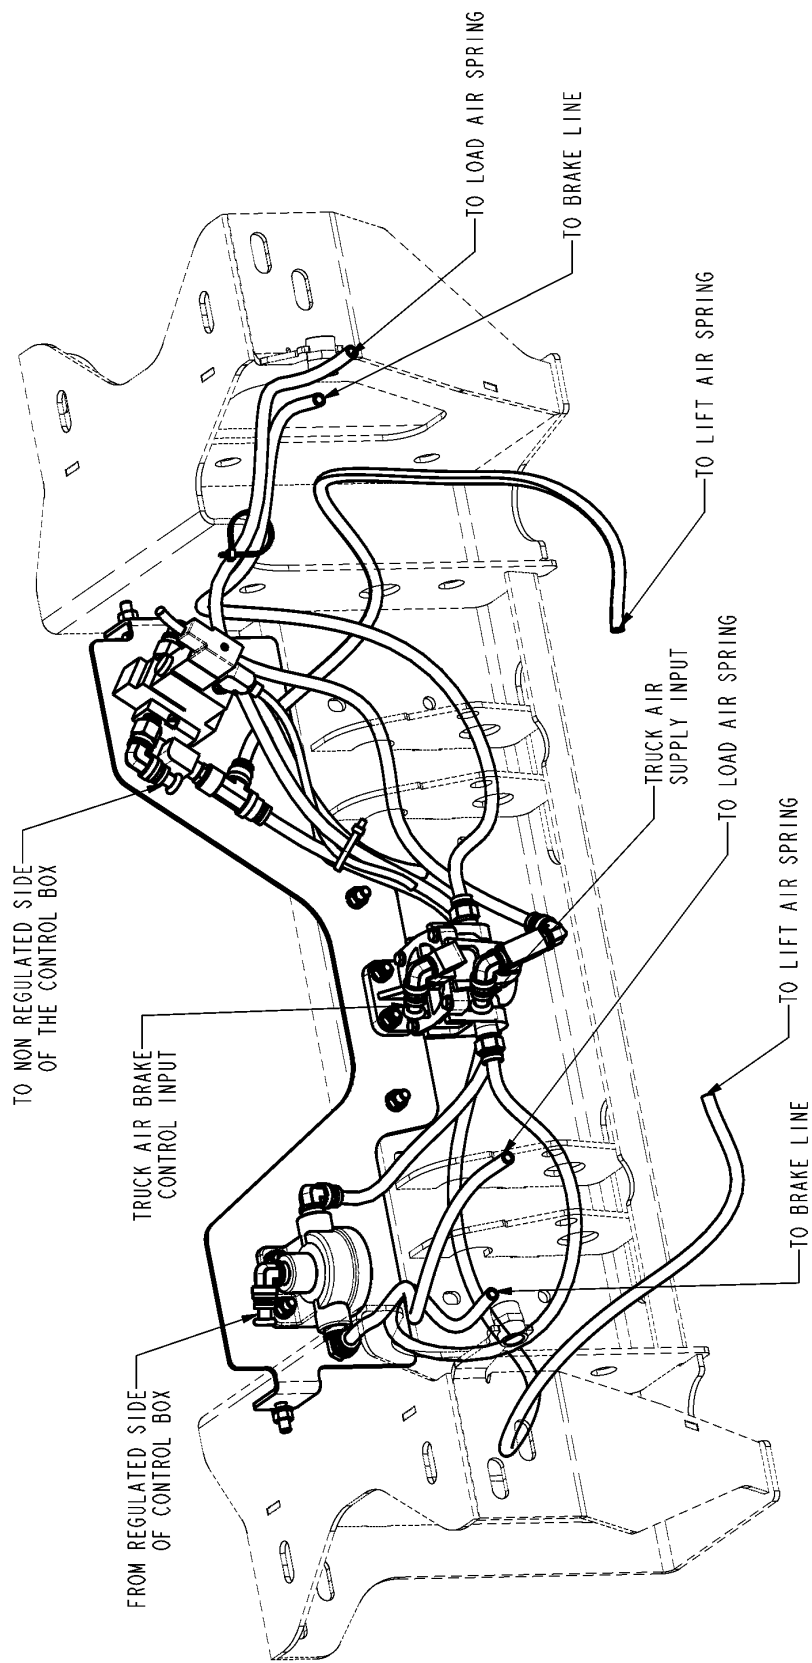 FROM REGULATED SIDE
OF CONTROL BOX
TRUCK AIR BRAKE
CONTROL INPUT
TO NON REGULATED SIDE
OF THE CONTROL BOX
TO BRAKE LINE
TO LIFT AIR SPRING
TO LOAD AIR SPRING
TRUCK AIR
SUPPLY INPUT
TO LIFT AIR SPRING
TO BRAKE LINE
TO LOAD AIR SPRING